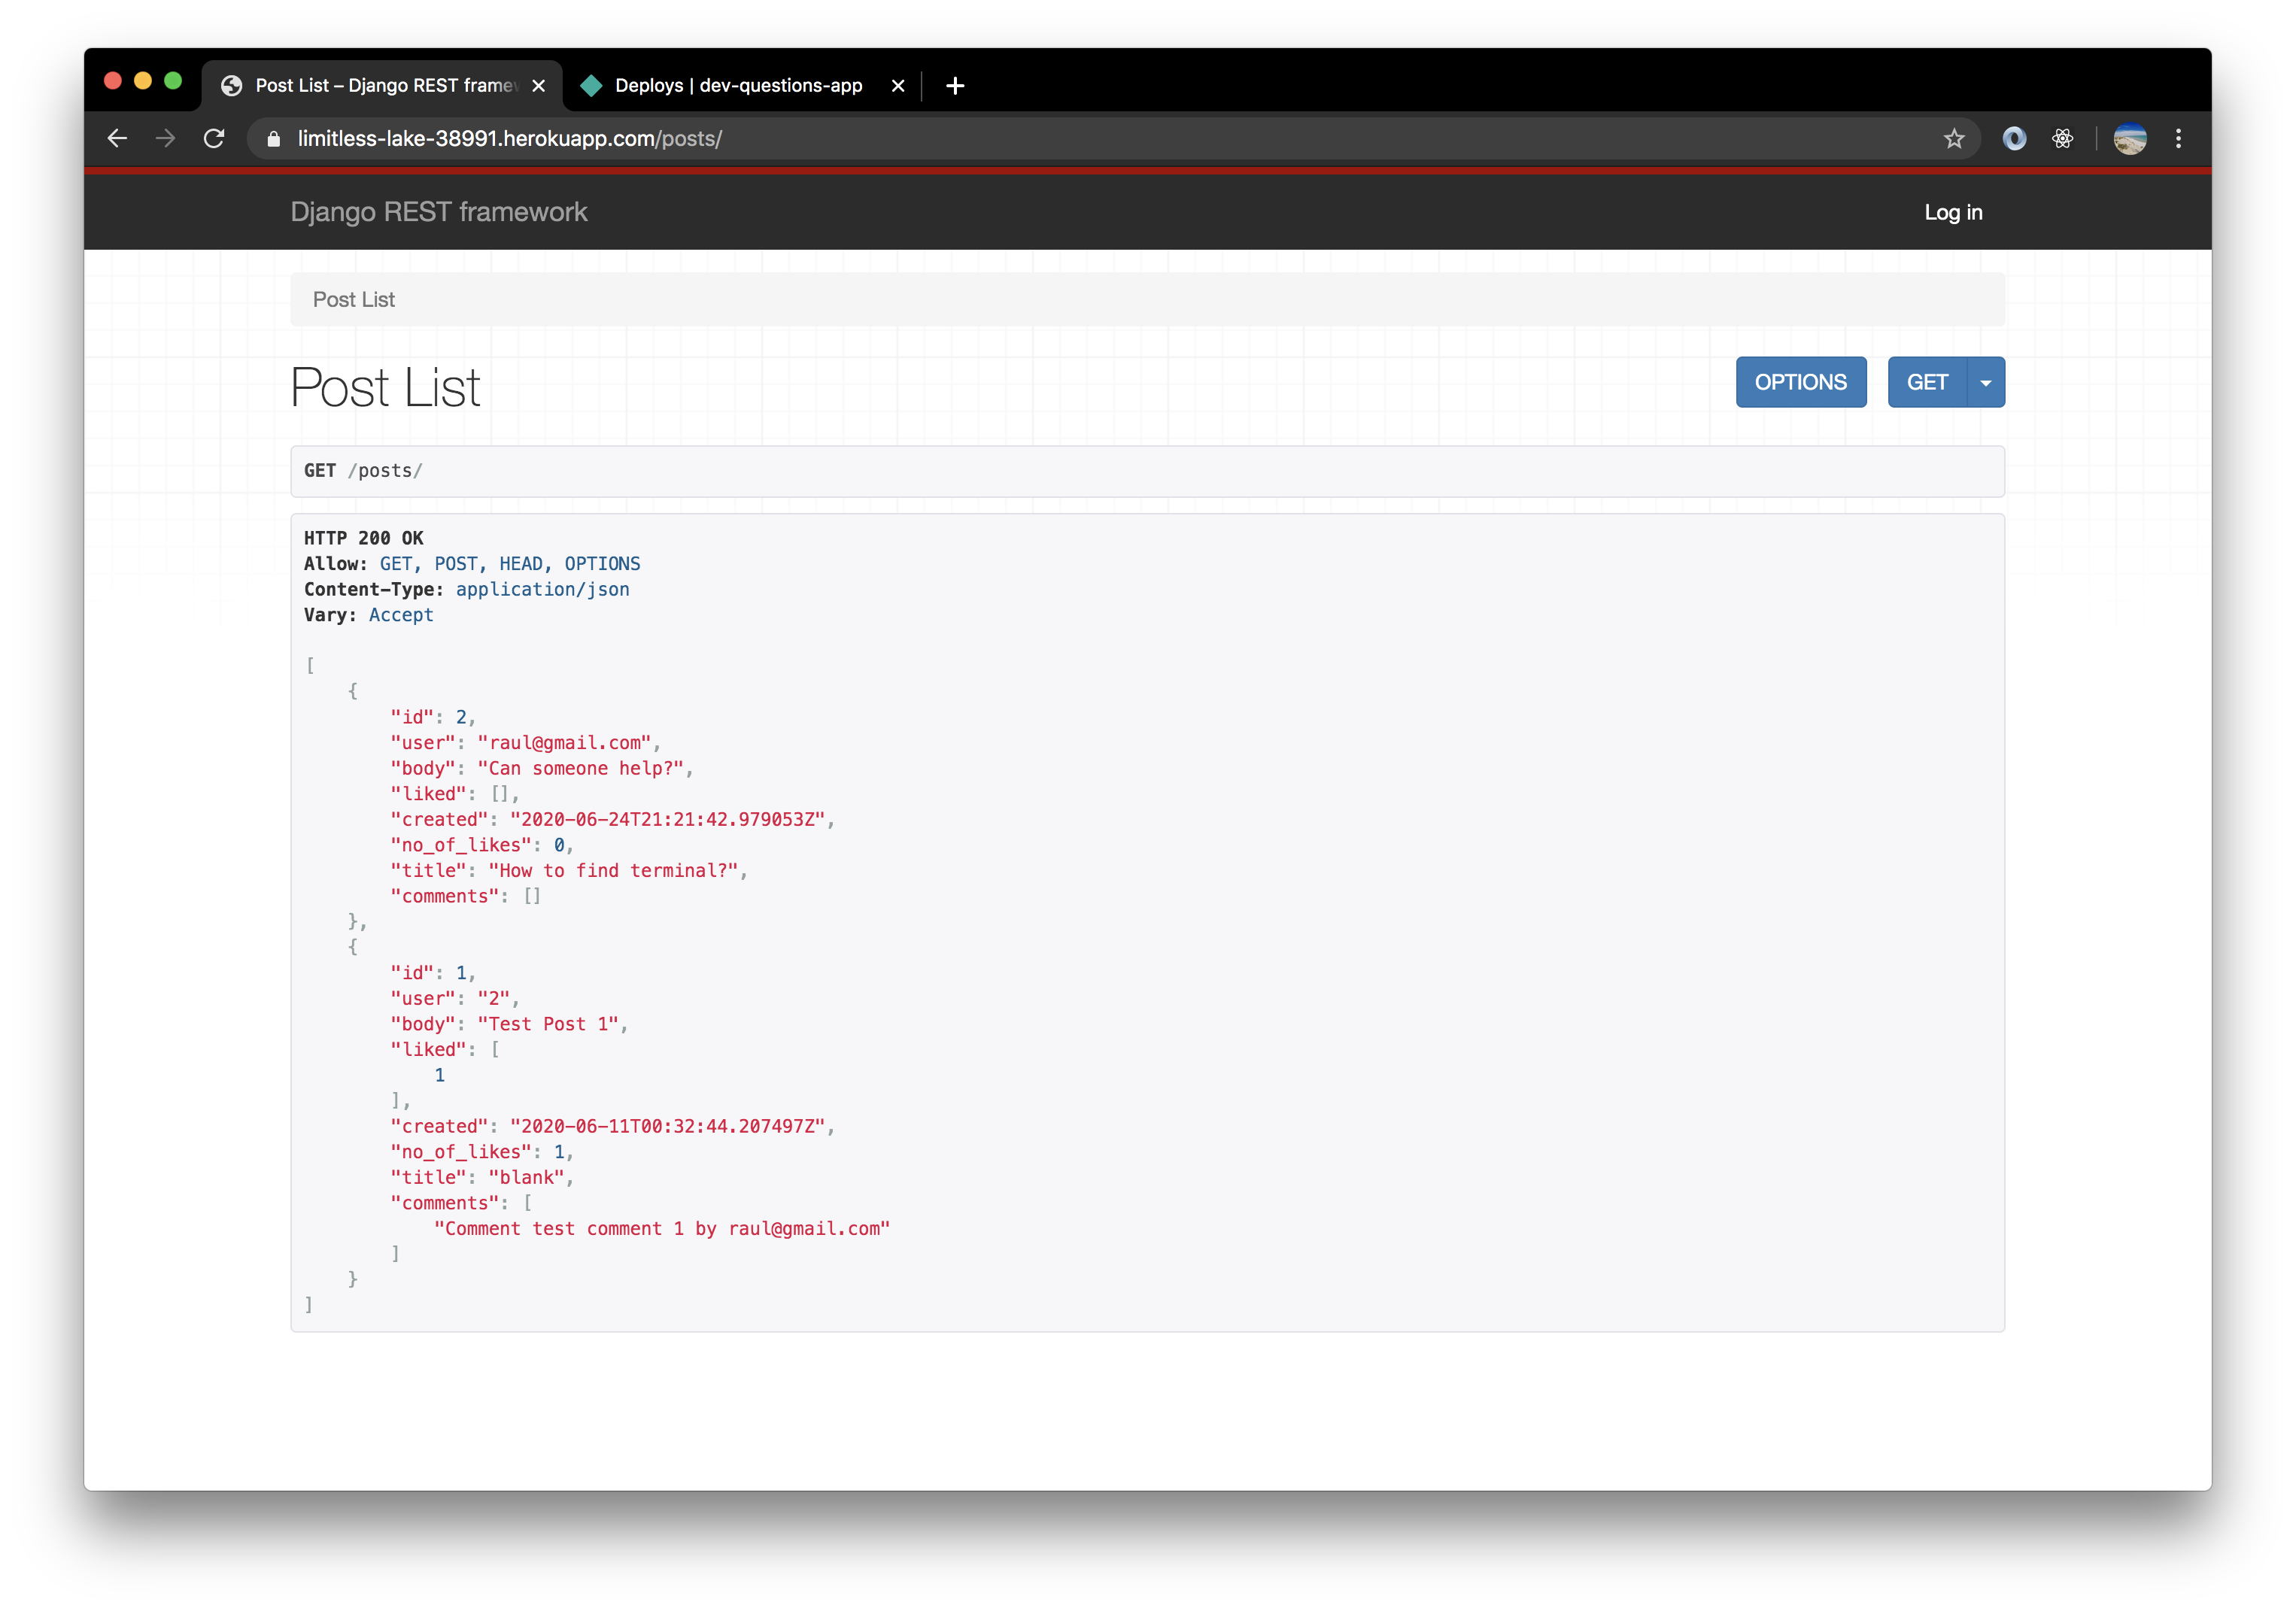 Post List – Django REST framew
Deploys | dev-questions-app
limitless-lake-38991.herokuapp.com/posts/
Django REST framework
Log in
Post List
Post List
OPTIONS
GET
GET /posts/
HTTP 200 OK
Allow: GET, POST, HEAD, OPTIONS
Content-Type: application/json
Vary: Accept
[
    {
        "id": 2,
        "user": "raul@gmail.com",
        "body": "Can someone help?",
        "liked": [],
        "created": "2020-06-24T21:21:42.979053Z",
        "no_of_likes": 0,
        "title": "How to find terminal?",
        "comments": []
    },
    {
        "id": 1,
        "user": "2",
        "body": "Test Post 1",
        "liked": [
            1
        ],
        "created": "2020-06-11T00:32:44.207497Z",
        "no_of_likes": 1,
        "title": "blank",
        "comments": [
            "Comment test comment 1 by raul@gmail.com"
        ]
    }
]